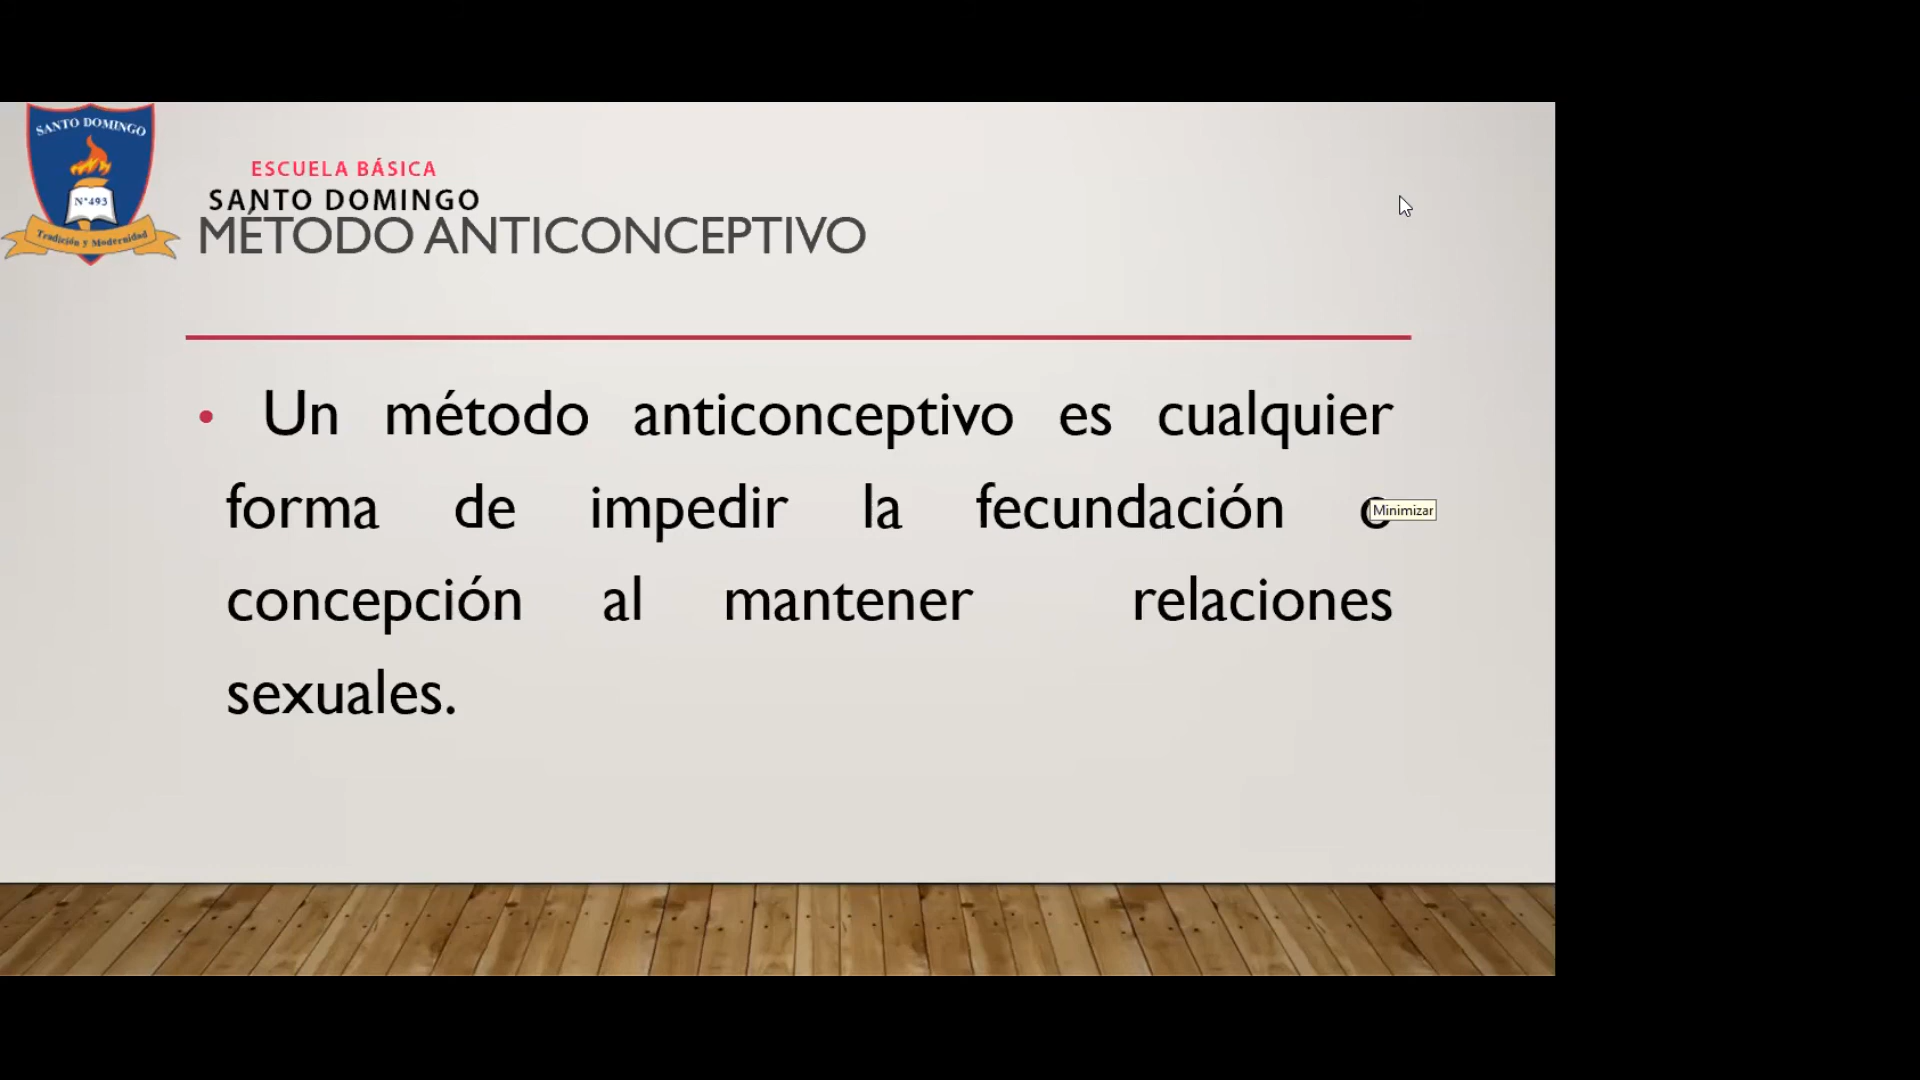 SANTO DOMINGO
N°493
Tradición y Modernidad
ESCUELA BÁSICA
SANTO DOMINGO
MÉTODO ANTICONCEPTIVO
• Un método anticonceptivo es cualquier
forma de impedir la fecundación o
Minimizar
concepción al mantener relaciones
sexuales.